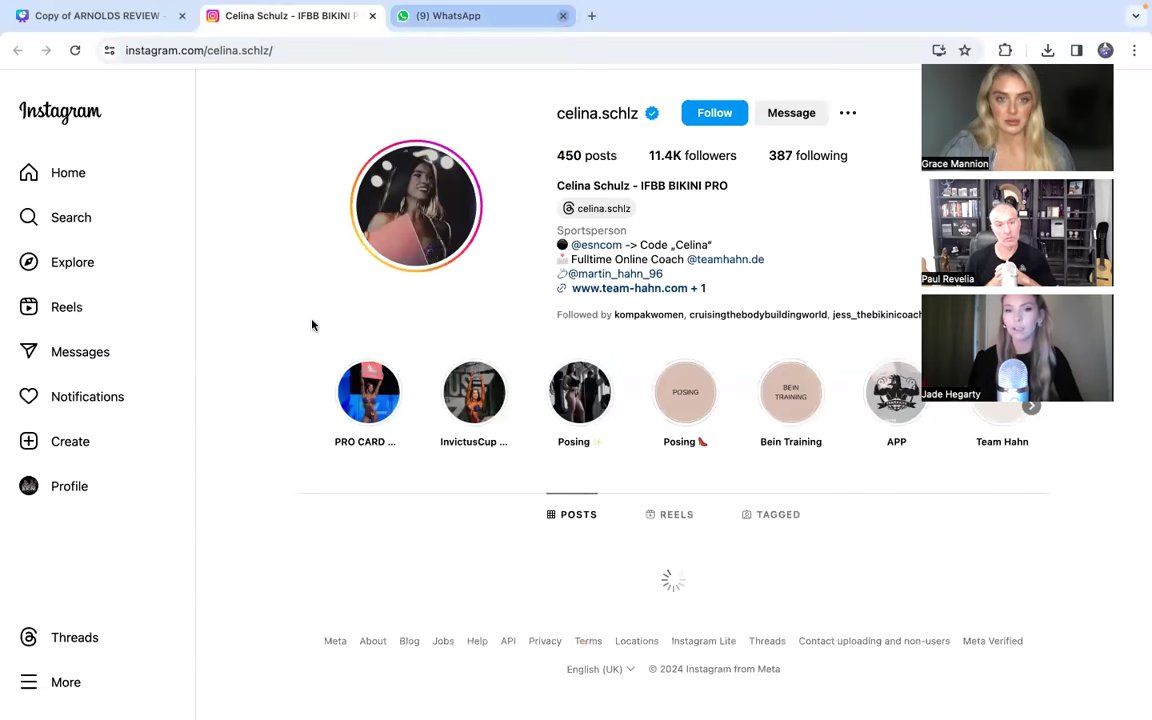 Copy of ARNOLDS REVIEW -
Celina Schulz - IFBB BIKINI P
(9) WhatsApp
instagram.com/celina.schlz/
Instagram
Home
Search
Explore
Reels
Messages
Notifications
Create
Profile
Threads
More
celina.schlz
Follow
Message
450 posts
11.4K followers
387 following
Celina Schulz - IFBB BIKINI PRO
celina.schlz
Sportsperson
@esncom -> Code „Celina“
Fulltime Online Coach @teamhahn.de
@martin_hahn_96
www.team-hahn.com + 1
Followed by kompakwomen, cruisingthebodybuildingworld, jess_thebikinicoach
Grace Mannion
Paul Revelia
Jade Hegarty
POSING
BEIN
TRAINING
PRO CARD ...
InvictusCup ...
Posing
Posing 👠
Bein Training
APP
Team Hahn
POSTS
REELS
TAGGED
Meta
About
Blog
Jobs
Help
API
Privacy
Terms
Locations
Instagram Lite
Threads
Contact uploading and non-users
Meta Verified
English (UK)
© 2024 Instagram from Meta